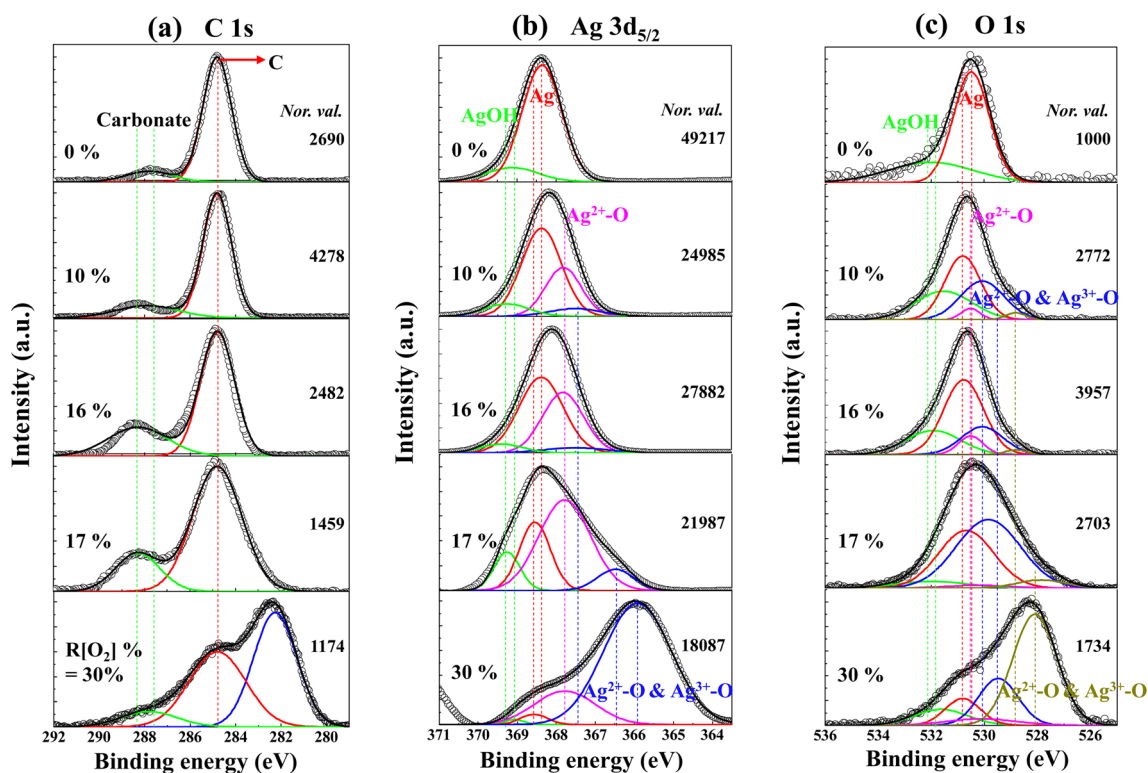 (a) C 1s
C
Carbonate
Nor. val.
2690
0 %
4278
10 %
2482
16 %
1459
17 %
R[O₂] %
= 30%
1174
292 290 288 286 284 282 280
Binding energy (eV)
Intensity (a.u.)
(b) Ag 3d5/2
AgOH
Ag
Nor. val.
49217
0 %
Ag²⁺-O
24985
10 %
27882
16 %
21987
17 %
18087
30 %
Ag²⁺-O & Ag³⁺-O
371 370 369 368 367 366 365 364
Binding energy (eV)
Intensity (a.u.)
(c) O 1s
AgOH
Ag
Nor. val.
1000
0 %
Ag²⁺-O
2772
10 %
Ag²⁺-O & Ag³⁺-O
3957
16 %
2703
17 %
1734
30 %
Ag²⁺-O & Ag³⁺-O
536 534 532 530 528 526
Binding energy (eV)
Intensity (a.u.)